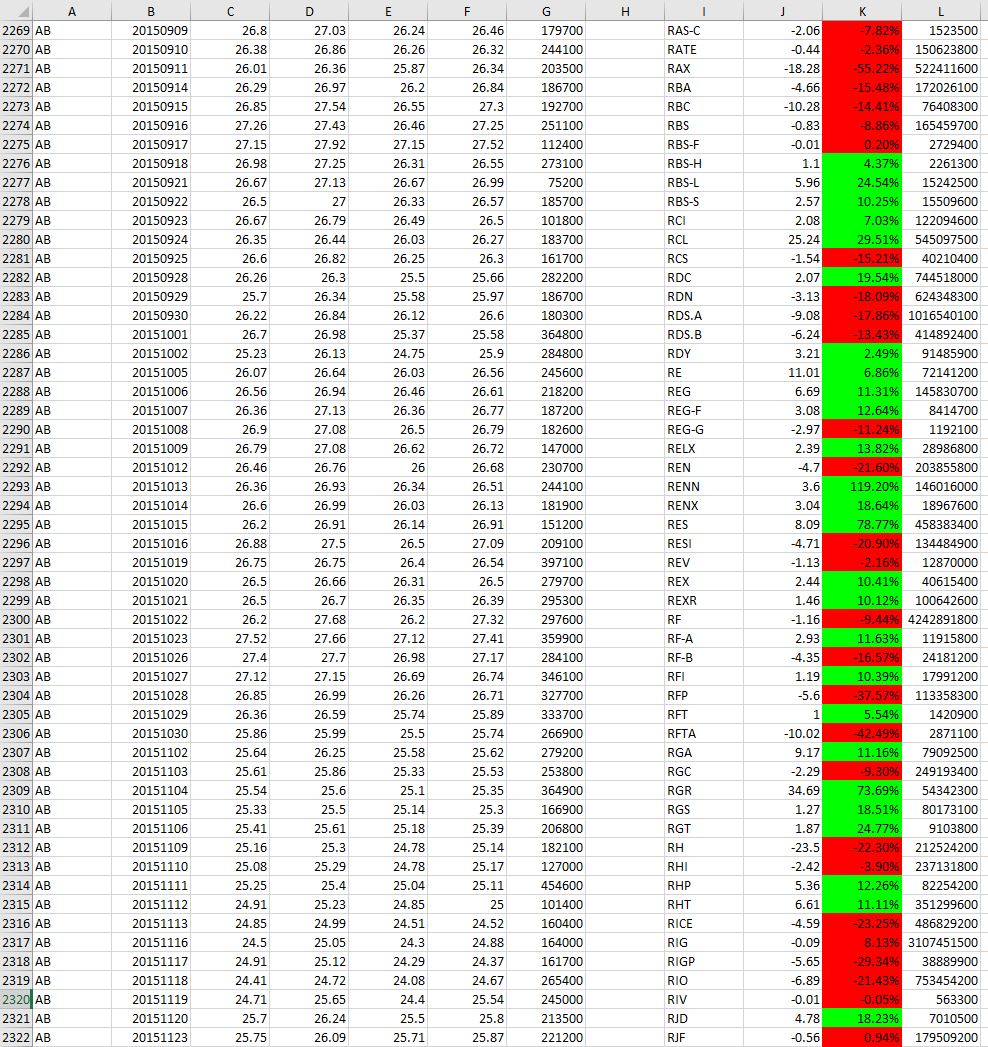 A B C D E F G H I J K L
2269 AB 20150909 26.8 27.03 26.24 26.46 179700 RAS-C -2.06 -7.82% 1523500
2270 AB 20150910 26.38 26.86 26.26 26.32 244100 RATE -0.44 -2.36% 150623800
2271 AB 20150911 26.01 26.36 25.87 26.34 203500 RAX -18.28 -55.22% 522411600
2272 AB 20150914 26.29 26.97 26.2 26.84 186700 RBA -4.66 -15.48% 172026100
2273 AB 20150915 26.85 27.54 26.55 27.3 192700 RBC -10.28 -14.41% 76408300
2274 AB 20150916 27.26 27.43 26.46 27.25 251100 RBS -0.83 -8.86% 165459700
2275 AB 20150917 27.15 27.92 27.15 27.52 112400 RBS-F -0.01 0.20% 2729400
2276 AB 20150918 26.98 27.25 26.31 26.55 273100 RBS-H 1.1 4.37% 2261300
2277 AB 20150921 26.67 27.13 26.67 26.99 75200 RBS-L 5.96 24.54% 15242500
2278 AB 20150922 26.5 27 26.33 26.57 185700 RBS-S 2.57 10.25% 15509600
2279 AB 20150923 26.67 26.79 26.49 26.5 101800 RCI 2.08 7.03% 122094600
2280 AB 20150924 26.35 26.44 26.03 26.27 183700 RCL 25.24 29.51% 545097500
2281 AB 20150925 26.6 26.82 26.25 26.3 161700 RCS -1.54 -15.21% 40210400
2282 AB 20150928 26.26 26.3 25.5 25.66 282200 RDC 2.07 19.54% 744518000
2283 AB 20150929 25.7 26.34 25.58 25.97 186700 RDN -3.13 -18.09% 624348300
2284 AB 20150930 26.22 26.84 26.12 26.6 180300 RDS.A -9.08 -17.86% 1016540100
2285 AB 20151001 26.7 26.98 25.37 25.58 364800 RDS.B -6.24 -13.43% 414892400
2286 AB 20151002 25.23 26.13 24.75 25.9 284800 RDY 3.21 2.49% 91485900
2287 AB 20151005 26.07 26.64 26.03 26.56 245600 RE 11.01 6.86% 72141200
2288 AB 20151006 26.56 26.94 26.46 26.61 218200 REG 6.69 11.31% 145830700
2289 AB 20151007 26.36 27.13 26.36 26.77 187200 REG-F 3.08 12.64% 8414700
2290 AB 20151008 26.9 27.08 26.5 26.79 182600 REG-G -2.97 -11.24% 1192100
2291 AB 20151009 26.79 27.08 26.62 26.72 147000 RELX 2.39 13.82% 28986800
2292 AB 20151012 26.46 26.76 26 26.68 230700 REN -4.7 -21.60% 203855800
2293 AB 20151013 26.36 26.93 26.34 26.51 244100 RENN 3.6 119.20% 146016000
2294 AB 20151014 26.6 26.99 26.03 26.13 181900 RENX 3.04 18.64% 18967600
2295 AB 20151015 26.2 26.91 26.14 26.91 151200 RES 8.09 78.77% 458383400
2296 AB 20151016 26.88 27.5 26.5 27.09 209100 RESI -4.71 -20.90% 134484900
2297 AB 20151019 26.75 26.75 26.4 26.54 397100 REV -1.13 -2.16% 12870000
2298 AB 20151020 26.5 26.66 26.31 26.5 279700 REX 2.44 10.41% 40615400
2299 AB 20151021 26.5 26.7 26.35 26.39 295300 REXR 1.46 10.12% 100642600
2300 AB 20151022 26.2 27.68 26.2 27.32 297600 RF -1.16 -9.44% 4242891800
2301 AB 20151023 27.52 27.66 27.12 27.41 359900 RF-A 2.93 11.63% 11915800
2302 AB 20151026 27.4 27.7 26.98 27.17 284100 RF-B -4.35 -16.57% 24181200
2303 AB 20151027 27.12 27.15 26.69 26.74 346100 RFI 1.19 10.39% 17991200
2304 AB 20151028 26.85 26.99 26.26 26.71 327700 RFP -5.6 -37.57% 113358300
2305 AB 20151029 26.36 26.59 25.74 25.89 333700 RFT 1 5.54% 1420900
2306 AB 20151030 25.86 25.99 25.5 25.74 266900 RFTA -10.02 -42.49% 2871100
2307 AB 20151102 25.64 26.25 25.58 25.62 279200 RGA 9.17 11.16% 79092500
2308 AB 20151103 25.61 25.86 25.33 25.53 253800 RGC -2.29 -9.30% 249193400
2309 AB 20151104 25.54 25.6 25.1 25.35 364900 RGR 34.69 73.69% 54342300
2310 AB 20151105 25.33 25.5 25.14 25.3 166900 RGS 1.27 18.51% 80173100
2311 AB 20151106 25.41 25.61 25.18 25.39 206800 RGT 1.87 24.77% 9103800
2312 AB 20151109 25.16 25.3 24.78 25.14 182100 RH -23.5 -22.30% 212524200
2313 AB 20151110 25.08 25.29 24.78 25.17 127000 RHI -2.42 -3.90% 237131800
2314 AB 20151111 25.25 25.4 25.04 25.11 454600 RHP 5.36 12.26% 82254200
2315 AB 20151112 24.91 25.23 24.85 25 101400 RHT 6.61 11.11% 351299600
2316 AB 20151113 24.85 24.99 24.51 24.52 160400 RICE -4.59 -23.25% 486829200
2317 AB 20151116 24.5 25.05 24.3 24.88 164000 RIG -0.09 8.13% 3107451500
2318 AB 20151117 24.91 25.12 24.29 24.37 161700 RIGP -5.65 -29.34% 38889900
2319 AB 20151118 24.41 24.72 24.08 24.67 265400 RIO -6.89 -21.43% 753454200
2320 AB 20151119 24.71 25.65 24.4 25.54 245000 RIV -0.01 -0.05% 563300
2321 AB 20151120 25.7 26.24 25.5 25.8 213500 RJD 4.78 18.23% 7010500
2322 AB 20151123 25.75 26.09 25.71 25.87 221200 RJF -0.56 0.94% 179509200